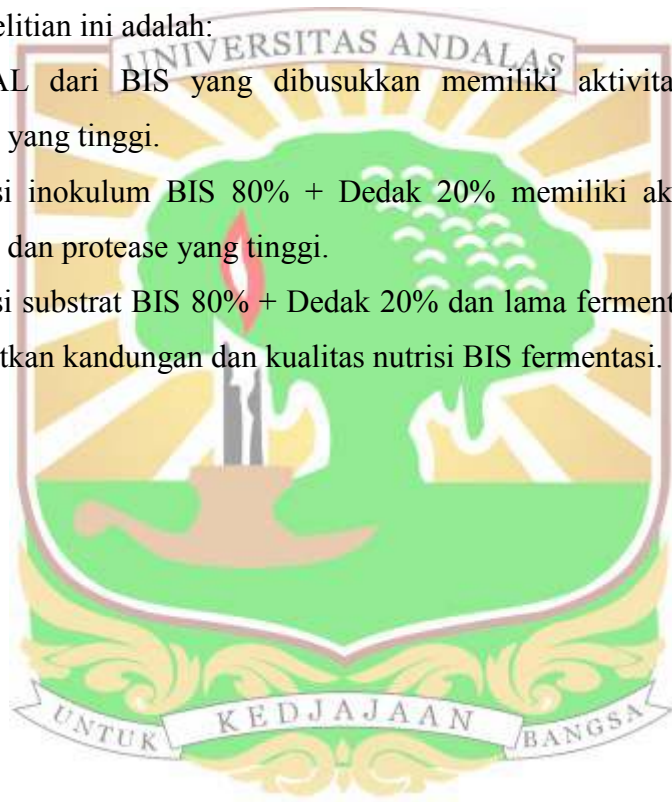 elitian ini adalah:
UNIVERSITAS ANDALAS
AL dari BIS yang dibusukkan memiliki aktivita
yang tinggi.
si inokulum BIS 80% + Dedak 20% memiliki ak
dan protease yang tinggi.
si substrat BIS 80% + Dedak 20% dan lama ferment
tkan kandungan dan kualitas nutrisi BIS fermentasi.
UNTUK KEDJAJAAN BANGSA